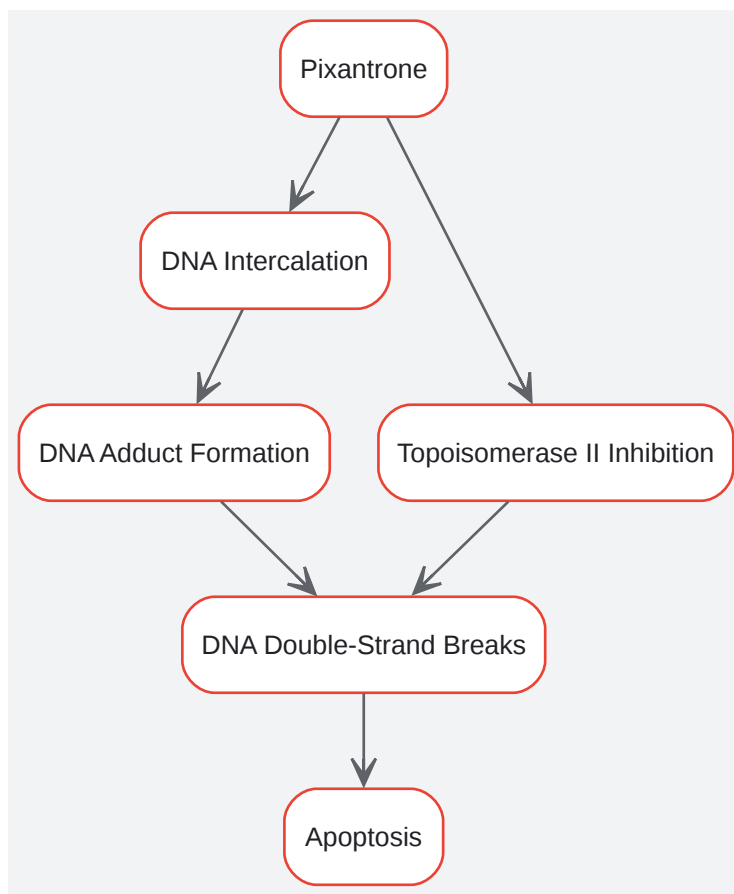 Pixantrone
DNA Intercalation
DNA Adduct Formation
Topoisomerase II Inhibition
DNA Double-Strand Breaks
Apoptosis